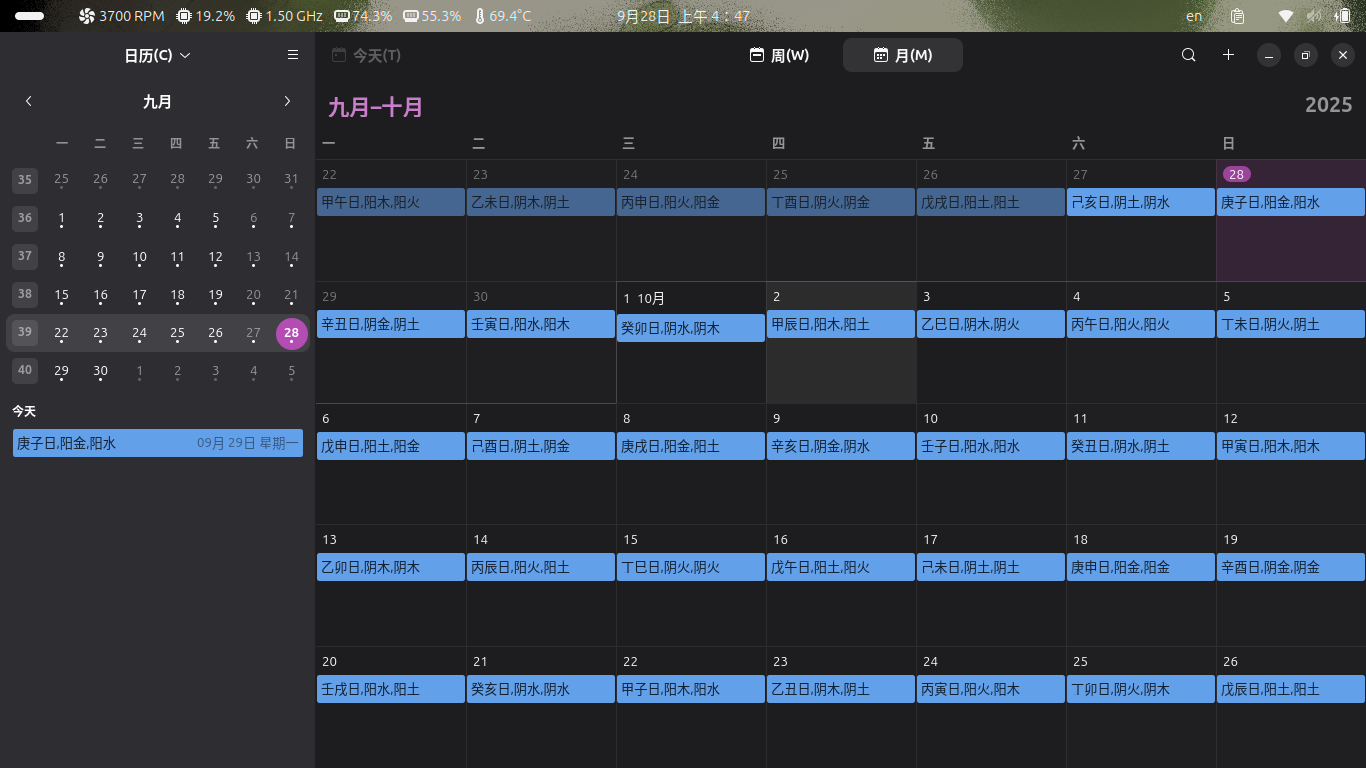 3700 RPM 19.2% 1.50 GHz 74.3% 55.3% 69.4°C 9月28日 上午 4：47 en
日历(C) 今天(T) 周(W) 月(M)
九月
九月–十月 2025
一 二 三 四 五 六 日
35 25 26 27 28 29 30 31
36 1 2 3 4 5 6 7
37 8 9 10 11 12 13 14
38 15 16 17 18 19 20 21
39 22 23 24 25 26 27 28
40 29 30 1 2 3 4 5
今天
庚子日,阳金,阳水 09月 29日 星期一
一 二 三 四 五 六 日
22 23 24 25 26 27 28
甲午日,阳木,阳火 乙未日,阴木,阴土 丙申日,阳火,阳金 丁酉日,阴火,阴金 戊戌日,阳土,阳土 己亥日,阴土,阴水 庚子日,阳金,阳水
29 30 1 10月 2 3 4 5
辛丑日,阴金,阴土 壬寅日,阳水,阳木 癸卯日,阴水,阴木 甲辰日,阳木,阳土 乙巳日,阴木,阴火 丙午日,阳火,阳火 丁未日,阴火,阴土
6 7 8 9 10 11 12
戊申日,阳土,阳金 己酉日,阴土,阴金 庚戌日,阳金,阳土 辛亥日,阴金,阴水 壬子日,阳水,阳水 癸丑日,阴水,阴土 甲寅日,阳木,阳木
13 14 15 16 17 18 19
乙卯日,阴木,阴木 丙辰日,阳火,阳土 丁巳日,阴火,阴火 戊午日,阳土,阳火 己未日,阴土,阴土 庚申日,阳金,阳金 辛酉日,阴金,阴金
20 21 22 23 24 25 26
壬戌日,阳水,阳土 癸亥日,阴水,阴水 甲子日,阳木,阳水 乙丑日,阴木,阴土 丙寅日,阳火,阳木 丁卯日,阴火,阴木 戊辰日,阳土,阳土